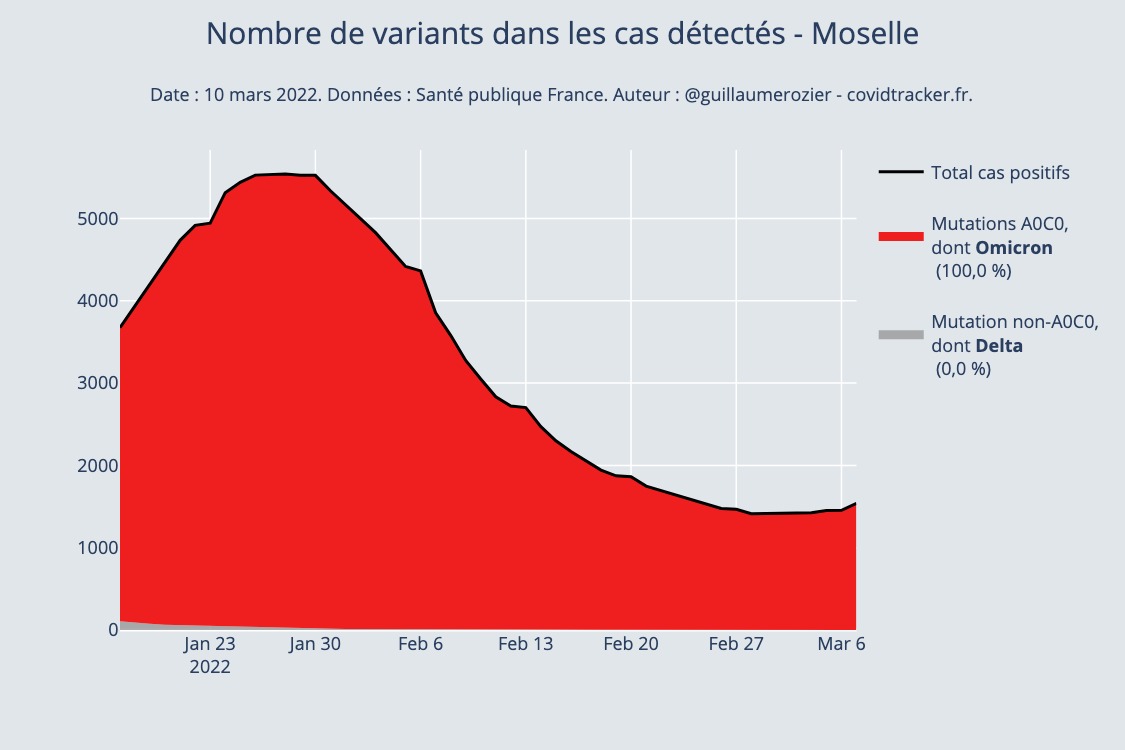 Nombre de variants dans les cas détectés - Moselle
Date : 10 mars 2022. Données : Santé publique France. Auteur : @guillaumerozier - covidtracker.fr.
Total cas positifs
Mutations A0C0,
dont Omicron
(100,0 %)
Mutation non-A0C0,
dont Delta
(0,0 %)
5000
4000
3000
2000
1000
0
Jan 23 Jan 30 Feb 6 Feb 13 Feb 20 Feb 27 Mar 6
2022